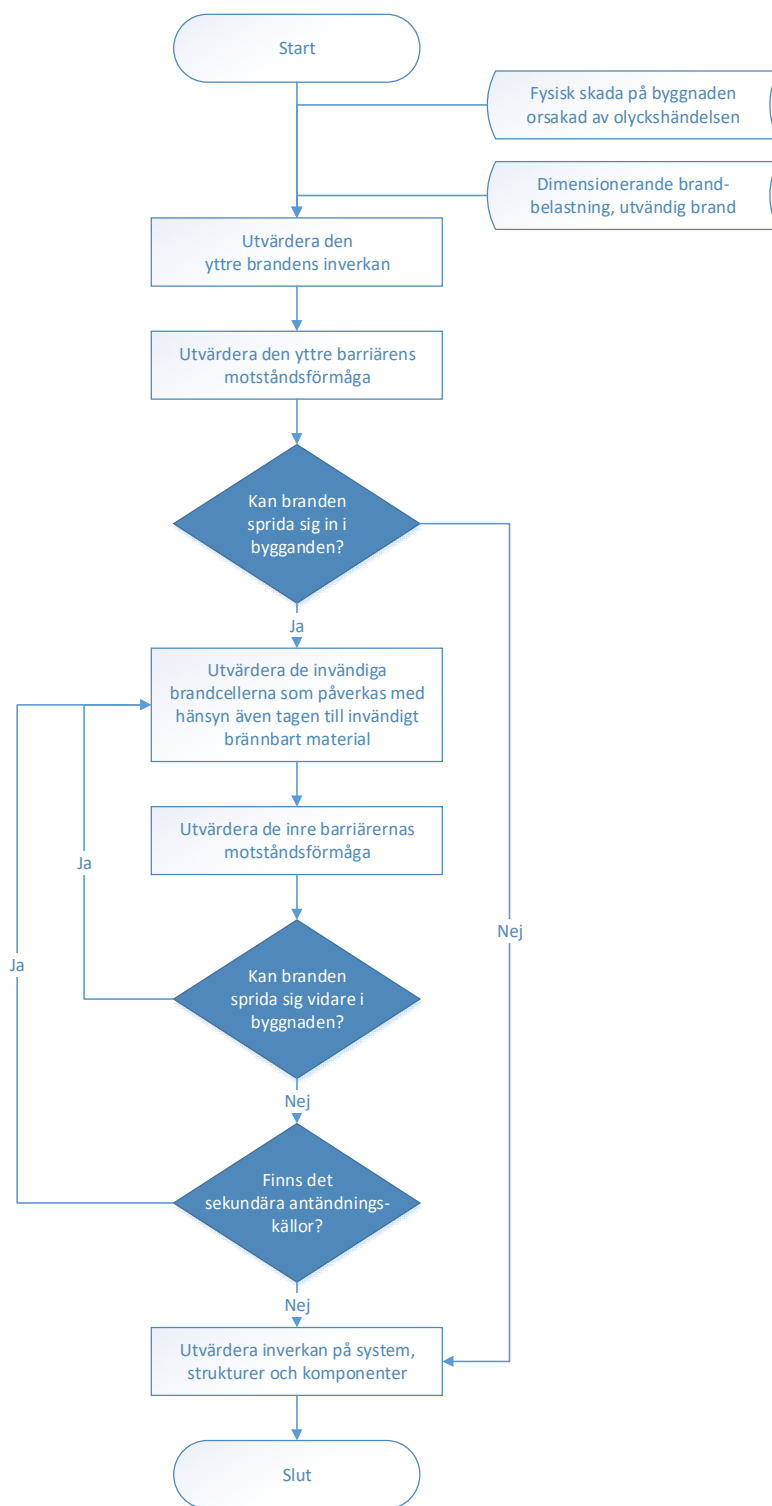 Start
Fysisk skada på byggnaden
orsakad av olyckshändelsen
Dimensionerande brand-
belastning, utvändig brand
Utvärdera den
yttre brandens inverkan
Utvärdera den yttre barriärens
motståndsförmåga
Kan branden
sprida sig in i
bygganden?
Ja
Utvärdera de invändiga
brandcellerna som påverkas med
hänsyn även tagen till invändigt
brännbart material
Utvärdera de inre barriärernas
motståndsförmåga
Ja
Nej
Ja
Kan branden
sprida sig vidare i
byggnaden?
Nej
Finns det
sekundära antändnings-
källor?
Nej
Utvärdera inverkan på system,
strukturer och komponenter
Slut